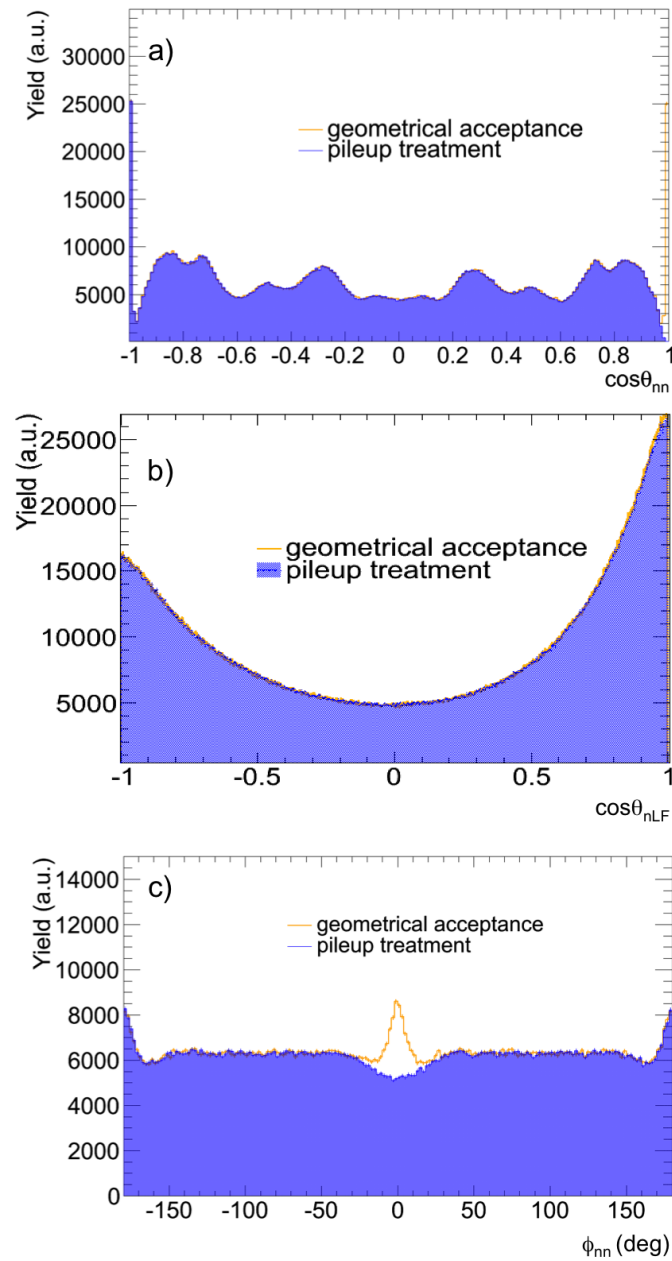 a)
Yield (a.u.)
35000
30000
25000
20000
15000
10000
5000
geometrical acceptance
pileup treatment
-1 -0.8 -0.6 -0.4 -0.2 0 0.2 0.4 0.6 0.8 1
cosθnn
b)
Yield (a.u.)
25000
20000
15000
10000
5000
geometrical acceptance
pileup treatment
-1 -0.5 0 0.5 1
cosθnLF
c)
Yield (a.u.)
14000
12000
10000
8000
6000
4000
2000
0
geometrical acceptance
pileup treatment
-150 -100 -50 0 50 100 150
ϕnn (deg)